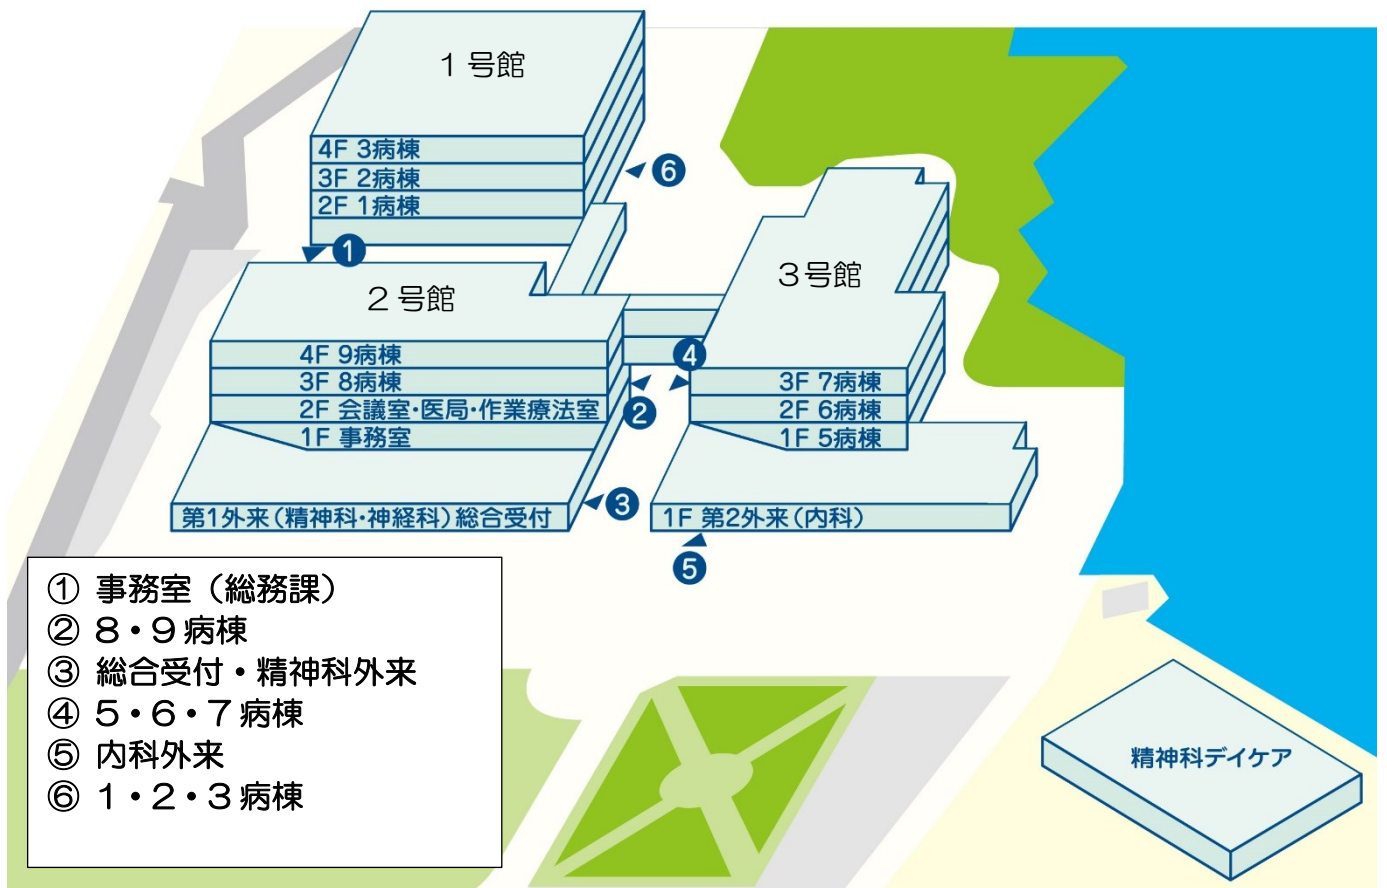 1号館
4F 3病棟
3F 2病棟
2F 1病棟
⑥
①
2号館
3号館
4F 9病棟
3F 8病棟
2F 会議室・医局・作業療法室
1F 事務室
④
②
3F 7病棟
2F 6病棟
1F 5病棟
第1外来(精神科・神経科)総合受付
③
1F 第2外来(内科)
⑤
① 事務室（総務課）
② 8・9病棟
③ 総合受付・精神科外来
④ 5・6・7病棟
⑤ 内科外来
⑥ 1・2・3病棟
精神科デイケア